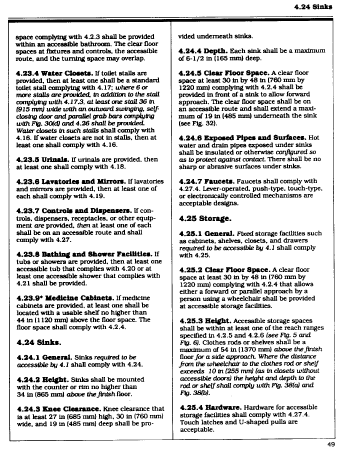 4.24 Sinks
space complying with 4.2.3 shall be provided
within an accessible bathroom. The clear floor
spaces at fixtures and controls, the accessible
route, and the turning space may overlap.
4.23.4 Water Closets. If toilet stalls are
provided, then at least one shall be a standard
toilet stall complying with 4.17; where 6 or
more stalls are provided, in addition to the stall
complying with 4.17.3, at least one stall 36 in
(915 mm) wide with an outward swinging, self-
closing door and parallel grab bars complying
with Fig. 30(d) and 4.26 shall be provided.
Water closets in such stalls shall comply with
4.16. If water closets are not in stalls, then at
least one shall comply with 4.16.
4.23.5 Urinals. If urinals are provided, then
at least one shall comply with 4.18.
4.23.6 Lavatories and Mirrors. If lavatories
and mirrors are provided, then at least one of
each shall comply with 4.19.
4.23.7 Controls and Dispensers. If con-
trols, dispensers, receptacles, or other equip-
ment are provided, then at least one of each
shall be on an accessible route and shall
comply with 4.27.
4.23.8 Bathing and Shower Facilities. If
tubs or showers are provided, then at least one
accessible tub that complies with 4.20 or at
least one accessible shower that complies with
4.21 shall be provided.
4.23.9* Medicine Cabinets. If medicine
cabinets are provided, at least one shall be
located with a usable shelf no higher than
44 in (1120 mm) above the floor space. The
floor space shall comply with 4.2.4.
4.24 Sinks.
4.24.1 General. Sinks required to be
accessible by 4.1 shall comply with 4.24.
4.24.2 Height. Sinks shall be mounted
with the counter or rim no higher than
34 in (865 mm) above the finish floor.
4.24.3 Knee Clearance. Knee clearance that
is at least 27 in (685 mm) high, 30 in (760 mm)
wide, and 19 in (485 mm) deep shall be pro-
vided underneath sinks.
4.24.4 Depth. Each sink shall be a maximum
of 6-1/2 in (165 mm) deep.
4.24.5 Clear Floor Space. A clear floor
space at least 30 in by 48 in (760 mm by
1220 mm) complying with 4.2.4 shall be
provided in front of a sink to allow forward
approach. The clear floor space shall be on
an accessible route and shall extend a maxi-
mum of 19 in (485 mm) underneath the sink
(see Fig. 32).
4.24.6 Exposed Pipes and Surfaces. Hot
water and drain pipes exposed under sinks
shall be insulated or otherwise configured so
as to protect against contact. There shall be no
sharp or abrasive surfaces under sinks.
4.24.7 Faucets. Faucets shall comply with
4.27.4. Lever-operated, push-type, touch-type,
or electronically controlled mechanisms are
acceptable designs.
4.25 Storage.
4.25.1 General. Fixed storage facilities such
as cabinets, shelves, closets, and drawers
required to be accessible by 4.1 shall comply
with 4.25.
4.25.2 Clear Floor Space. A clear floor
space at least 30 in by 48 in (760 mm by
1220 mm) complying with 4.2.4 that allows
either a forward or parallel approach by a
person using a wheelchair shall be provided
at accessible storage facilities.
4.25.3 Height. Accessible storage spaces
shall be within at least one of the reach ranges
specified in 4.2.5 and 4.2.6 (see Fig. 5 and
Fig. 6). Clothes rods or shelves shall be a
maximum of 54 in (1370 mm) above the finish
floor for a side approach. Where the distance
from the wheelchair to the clothes rod or shelf
exceeds 10 in (255 mm) (as in closets without
accessible doors) the height and depth to the
rod or shelf shall comply with Fig. 38(a) and
Fig. 38(b).
4.25.4 Hardware. Hardware for accessible
storage facilities shall comply with 4.27.4.
Touch latches and U-shaped pulls are
acceptable.
49